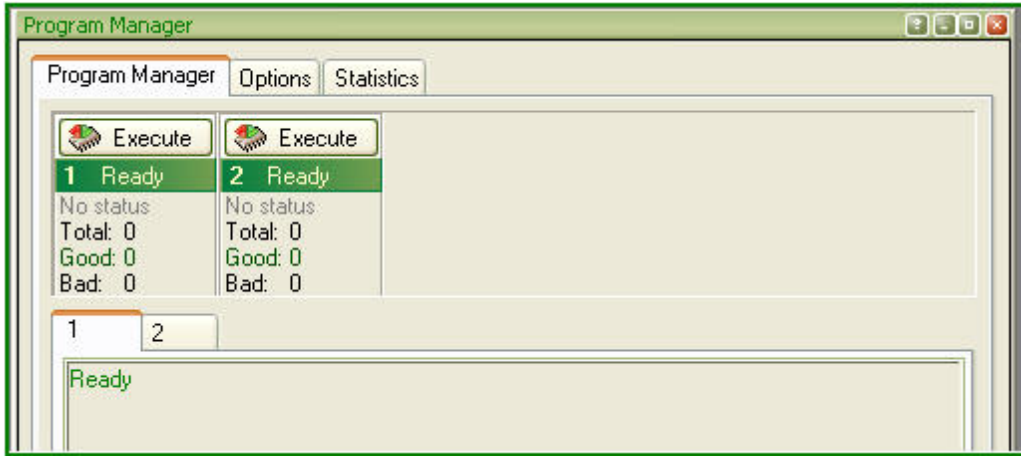 Program Manager
Program Manager Options Statistics
Execute Execute
1 Ready 2 Ready
No status No status
Total: 0 Total: 0
Good: 0 Good: 0
Bad: 0 Bad: 0
1 2
Ready